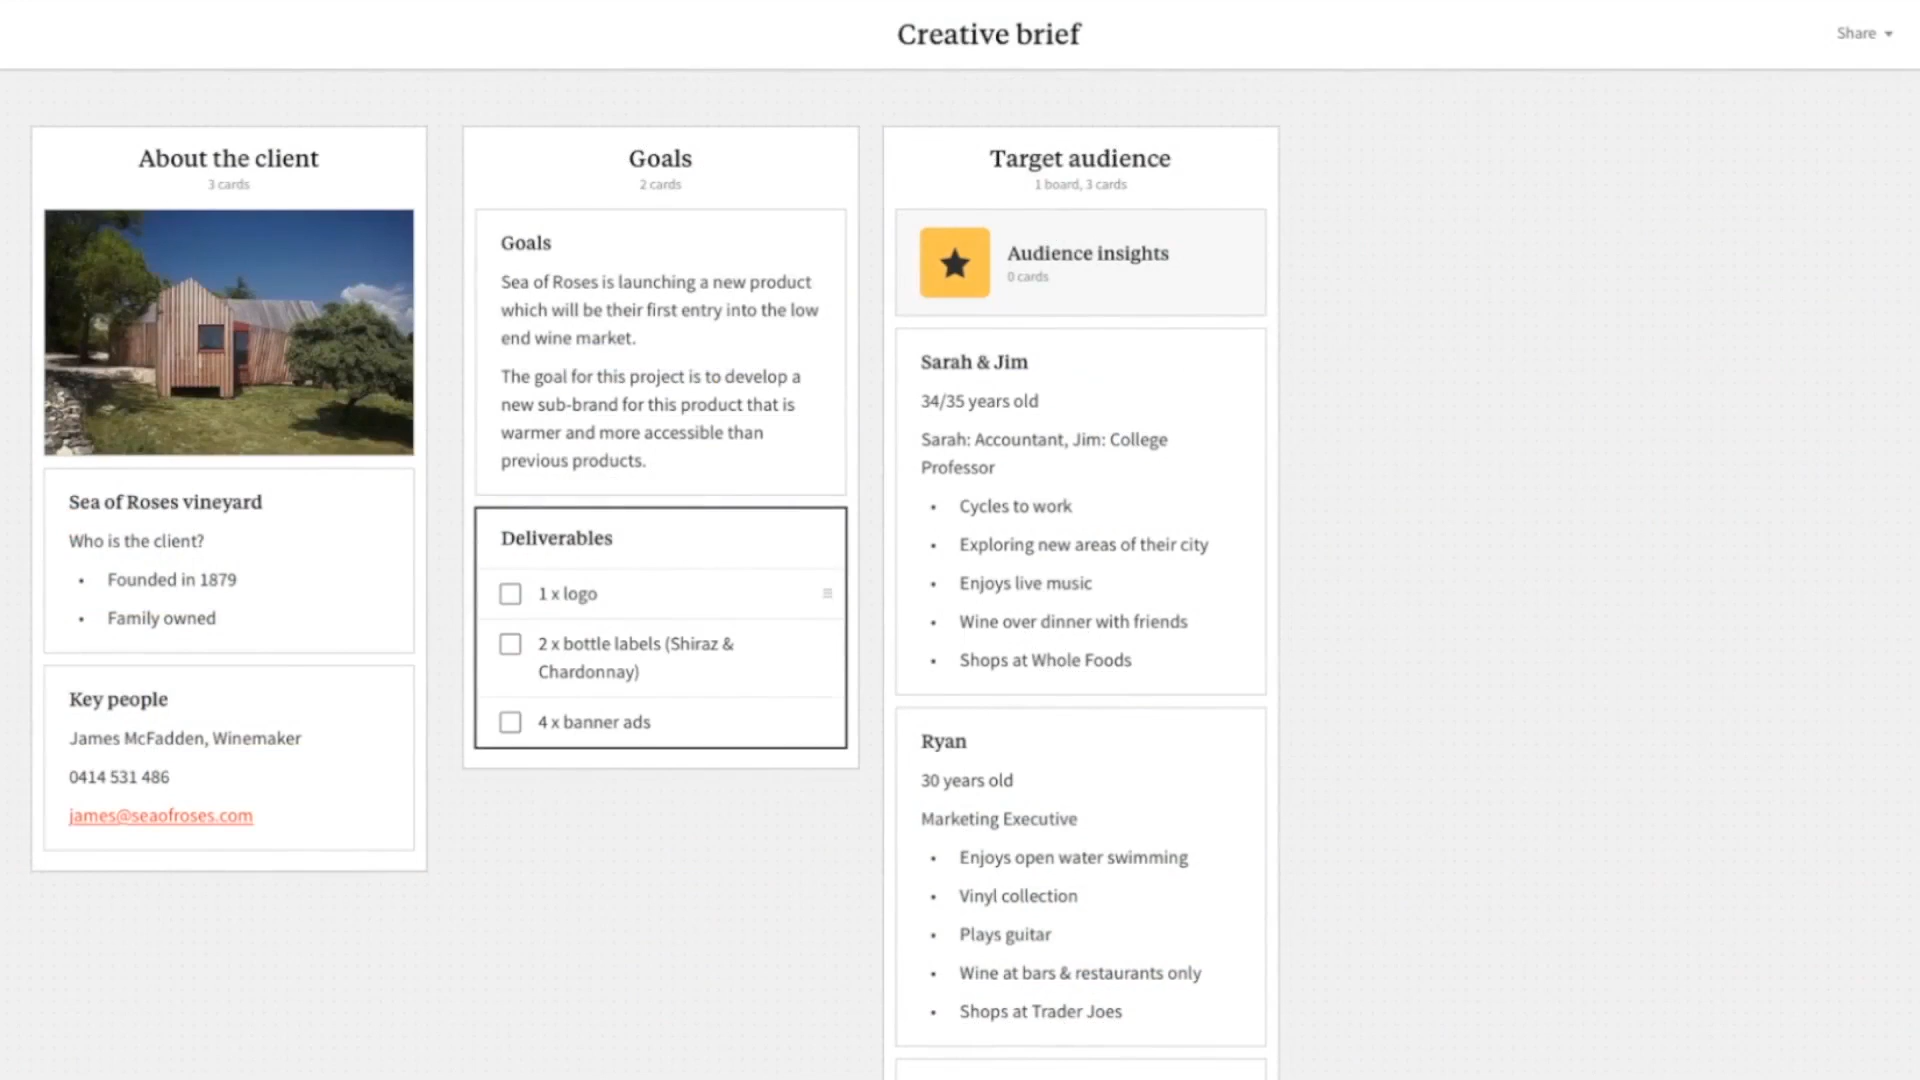 Creative brief
Share
About the client
3 cards
Sea of Roses vineyard
Who is the client?
• Founded in 1879
• Family owned
Key people
James McFadden, Winemaker
0414 531 486
james@seaofroses.com
Goals
2 cards
Goals
Sea of Roses is launching a new product
which will be their first entry into the low
end wine market.
The goal for this project is to develop a
new sub-brand for this product that is
warmer and more accessible than
previous products.
Deliverables
1 x logo
2 x bottle labels (Shiraz &
Chardonnay)
4 x banner ads
Target audience
1 board, 3 cards
Audience insights
0 cards
Sarah & Jim
34/35 years old
Sarah: Accountant, Jim: College
Professor
• Cycles to work
• Exploring new areas of their city
• Enjoys live music
• Wine over dinner with friends
• Shops at Whole Foods
Ryan
30 years old
Marketing Executive
• Enjoys open water swimming
• Vinyl collection
• Plays guitar
• Wine at bars & restaurants only
• Shops at Trader Joes